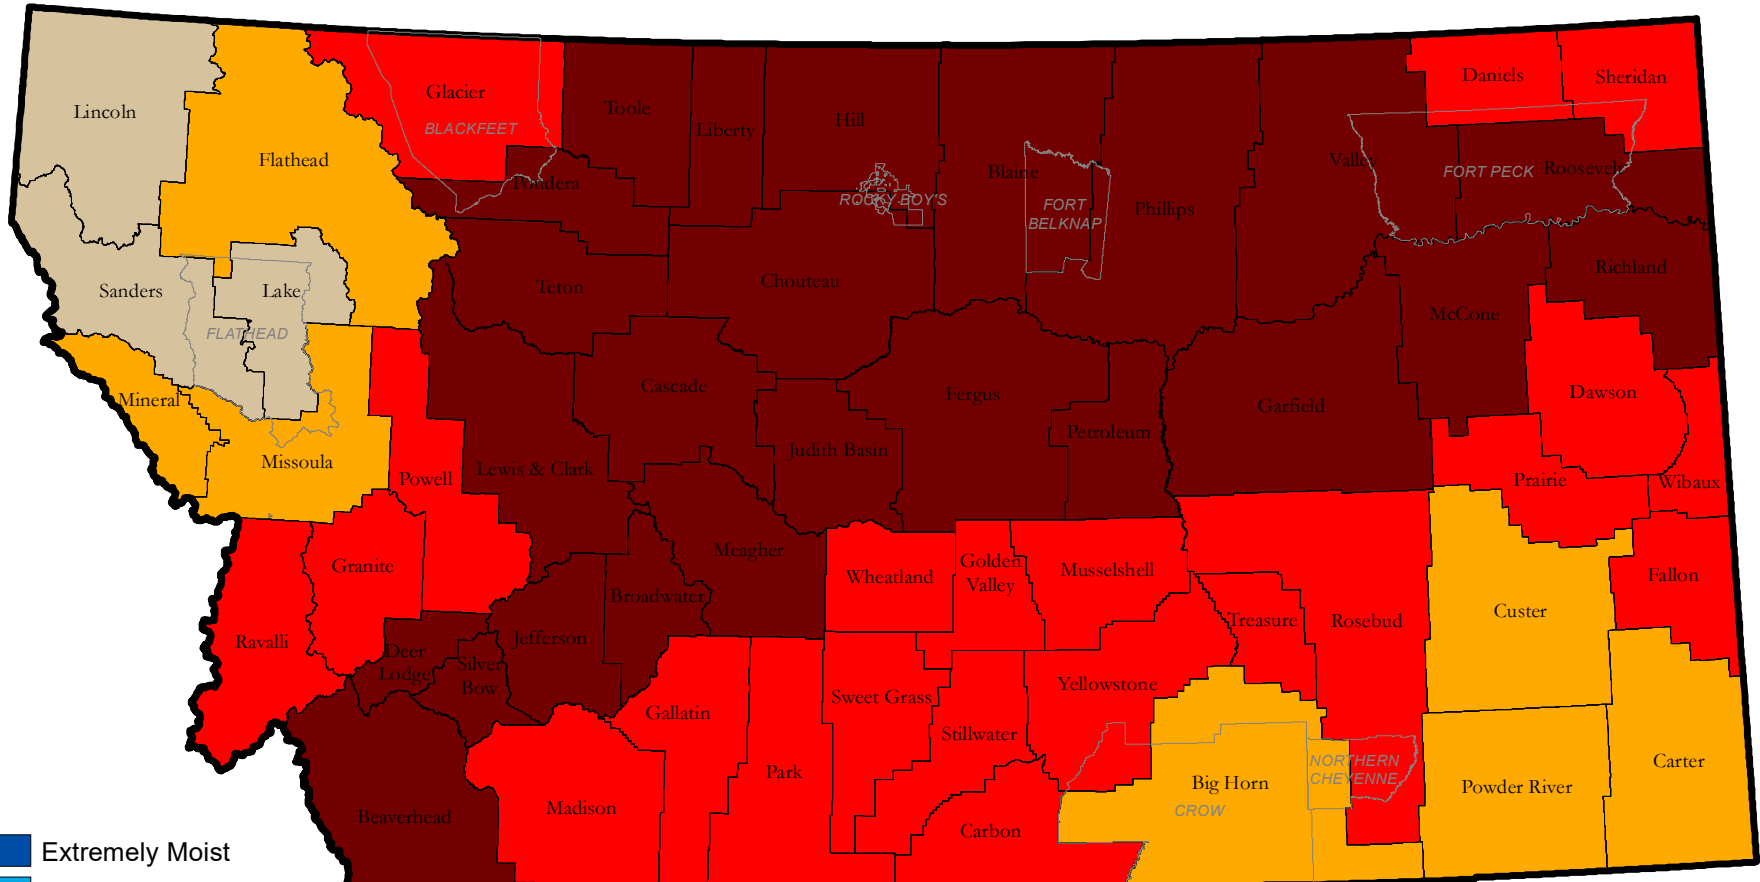 Daniels
Sheridan
Glacier
Toole
Lincoln
Hill
BLACKFEET
Liberty
Flathead
Valley
Blaine
FORT PECK
Roosevelt
Pondera
ROCKY BOY'S
FORT
BELKNAP
Phillips
Richland
Chouteau
Teton
Sanders
Lake
McCone
FLATHEAD
Cascade
Fergus
Dawson
Mineral
Garfield
Petroleum
Judith Basin
Missoula
Lewis & Clark
Powell
Prairie
Wibaux
Meagher
Granite
Wheatland
Golden
Valley
Musselshell
Fallon
Broadwater
Custer
Treasure
Rosebud
Ravalli
Jefferson
Deer
Lodge
Silver
Bow
Yellowstone
Sweet Grass
Gallatin
Stillwater
Park
NORTHERN
CHEYENNE
Carter
Big Horn
Powder River
CROW
Madison
Beaverhead
Carbon
Extremely Moist